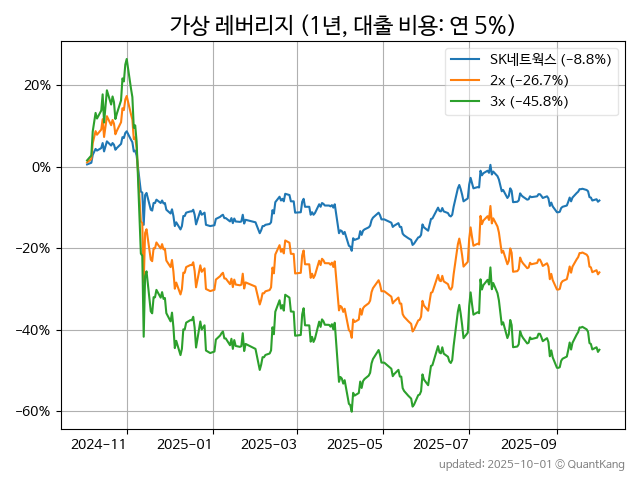 가상 레버리지 (1년, 대출 비용: 연 5%)
SK네트웍스 (−8.8%)
2x (−26.7%)
3x (−45.8%)
20%
0%
−20%
−40%
−60%
2024−11 2025−01 2025−03 2025−05 2025−07 2025−09
updated: 2025-10-01 © QuantKang